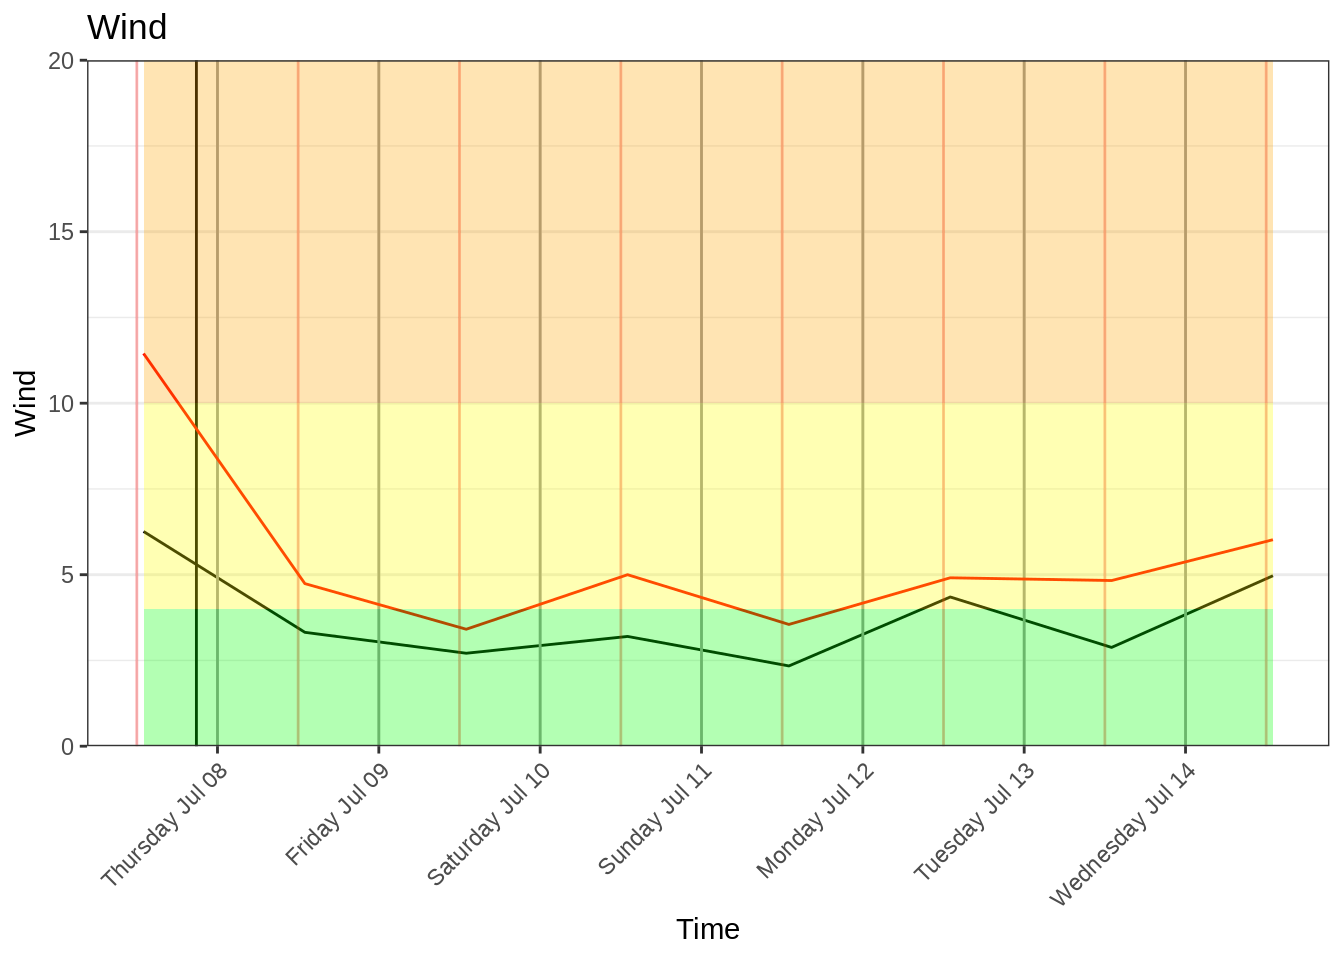 Wind
20
15
10
5
0
Wind
Thursday Jul 08
Friday Jul 09
Saturday Jul 10
Sunday Jul 11
Monday Jul 12
Tuesday Jul 13
Wednesday Jul 14
Time